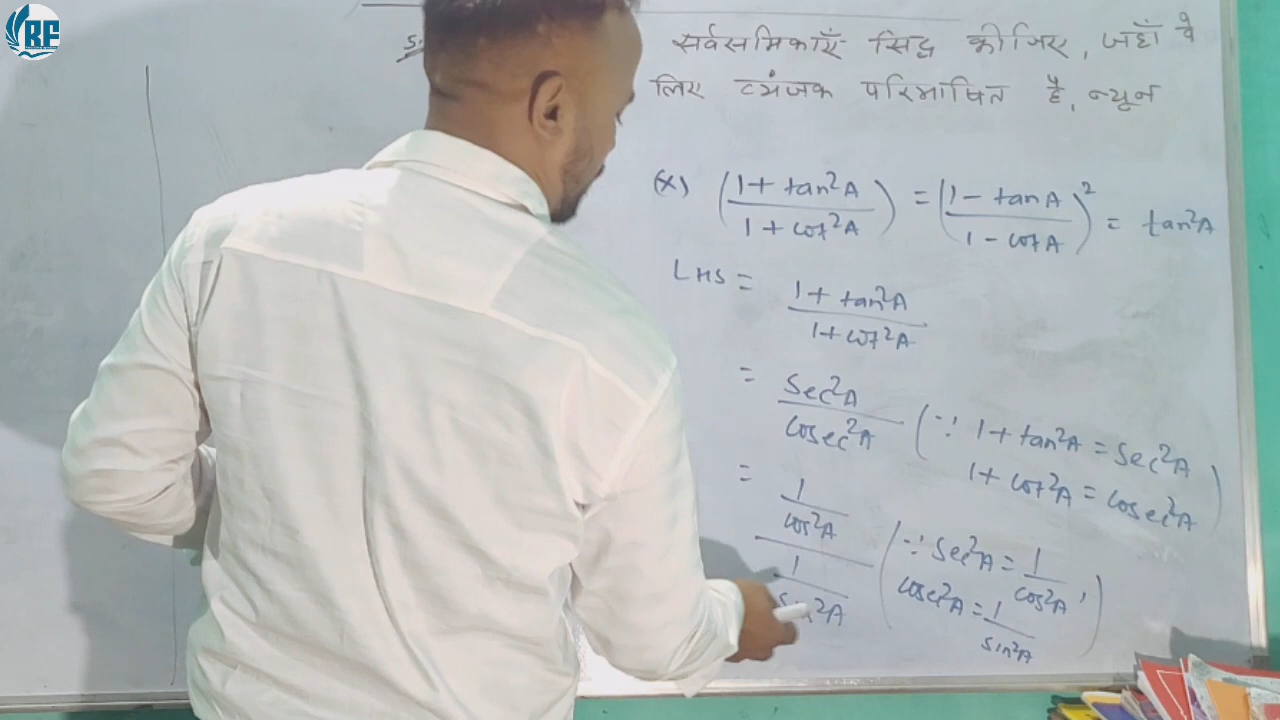 BF
सर्वसमिकाएँ सिद्ध कीजिए, जहाँ वे
लिए व्यंजक परिभाषित है, न्यून
(x) (1 + tan²A / 1 + cot²A) = (1 - tanA / 1 - cotA)² = tan²A
LHS = 1 + tan²A / 1 + cot²A
= Sec²A / Cosec²A (∵ 1 + tan²A = Sec²A
1 + cot²A = Cosec²A)
= 1/cos²A / 1/sin²A (∵ Sec²A = 1/cos²A,
Cosec²A = 1/sin²A)